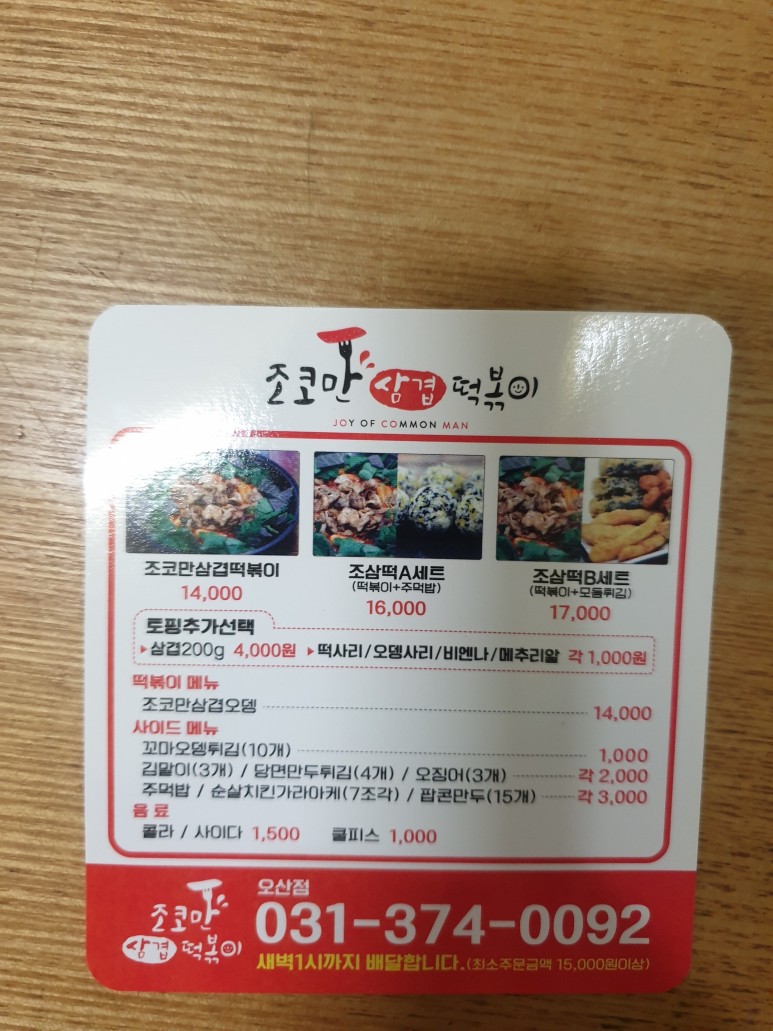 조코만 삼겹 떡볶이
JOY OF COMMON MAN
조코만삼겹떡볶이
14,000
조삼떡A세트
(떡볶이+주먹밥)
16,000
조삼떡B세트
(떡볶이+모둠튀김)
17,000
토핑추가선택
▶삼겹200g 4,000원 ▶떡사리/오뎅사리/비엔나/메추리알 각 1,000원
떡볶이 메뉴
조코만삼겹오뎅 14,000
사이드 메뉴
꼬마오뎅튀김(10개) 1,000
김말이(3개) / 당면만두튀김(4개) / 오징어(3개) 각 2,000
주먹밥 / 순살치킨가라아케(7조각) / 팝콘만두(15개) 각 3,000
음 료
콜라 / 사이다 1,500 쿨피스 1,000
조코만
삼겹 떡볶이
오산점
031-374-0092
새벽1시까지 배달합니다.(최소주문금액 15,000원이상)